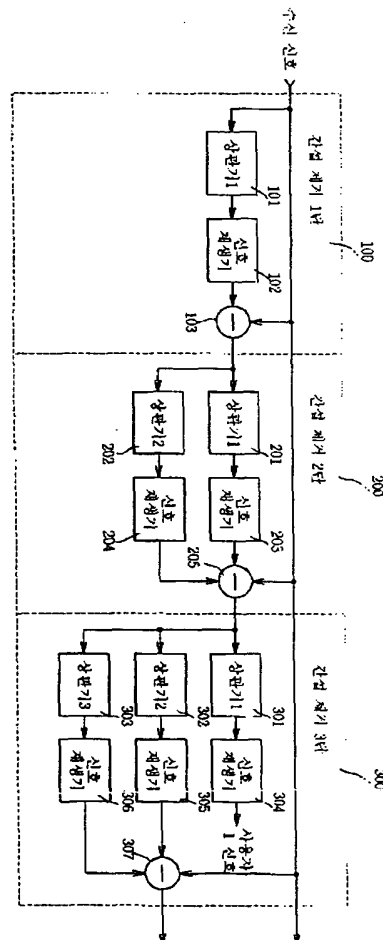 수신 신호
간섭 제거 1단
100
상관기1
101
신호
재생기
102
103
간섭 제거 2단
200
상관기1
201
상관기2
202
신호
재생기
203
신호
재생기
204
205
간섭 제거 3단
300
상관기1
301
상관기2
302
상관기3
303
신호
재생기
304
신호
재생기
305
신호
재생기
306
사용자
1 신호
307